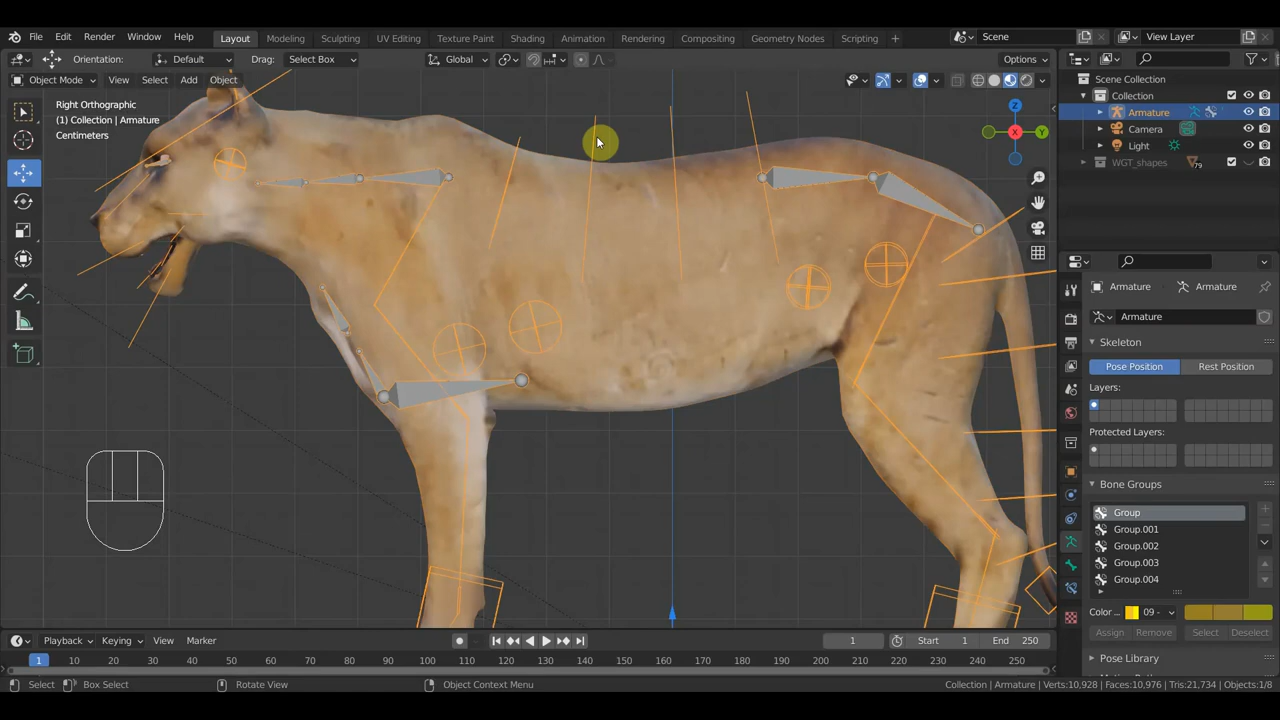 File Edit Render Window Help Layout Modeling Sculpting UV Editing Texture Paint Shading Animation Rendering Compositing Geometry Nodes Scripting + Scene View Layer
Orientation: Default Drag: Select Box Global Options
Object Mode View Select Add Object
Right Orthographic
(1) Collection | Armature
Centimeters
Z
Y
X
Scene Collection
Collection
Armature
Camera
Light
WGT_shapes 79
Armature Armature
Armature
Skeleton
Pose Position Rest Position
Layers:
Protected Layers:
Bone Groups
Group
Group.001
Group.002
Group.003
Group.004
Color ... 09 -
Assign Remove Select Deselect
Pose Library
Playback Keying View Marker 1 Start 1 End 250
1 10 20 30 40 50 60 70 80 90 100 110 120 130 140 150 160 170 180 190 200 210 220 230 240 250
Select Box Select Rotate View Object Context Menu Collection | Armature | Verts:10,928 | Faces:10,976 | Tris:21,734 | Objects:1/8